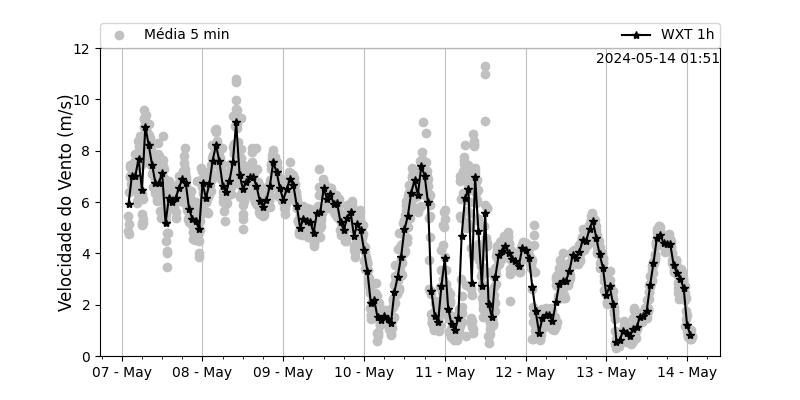 Média 5 min WXT 1h
2024-05-14 01:51
Velocidade do Vento (m/s)
12
10
8
6
4
2
0
07 - May 08 - May 09 - May 10 - May 11 - May 12 - May 13 - May 14 - May